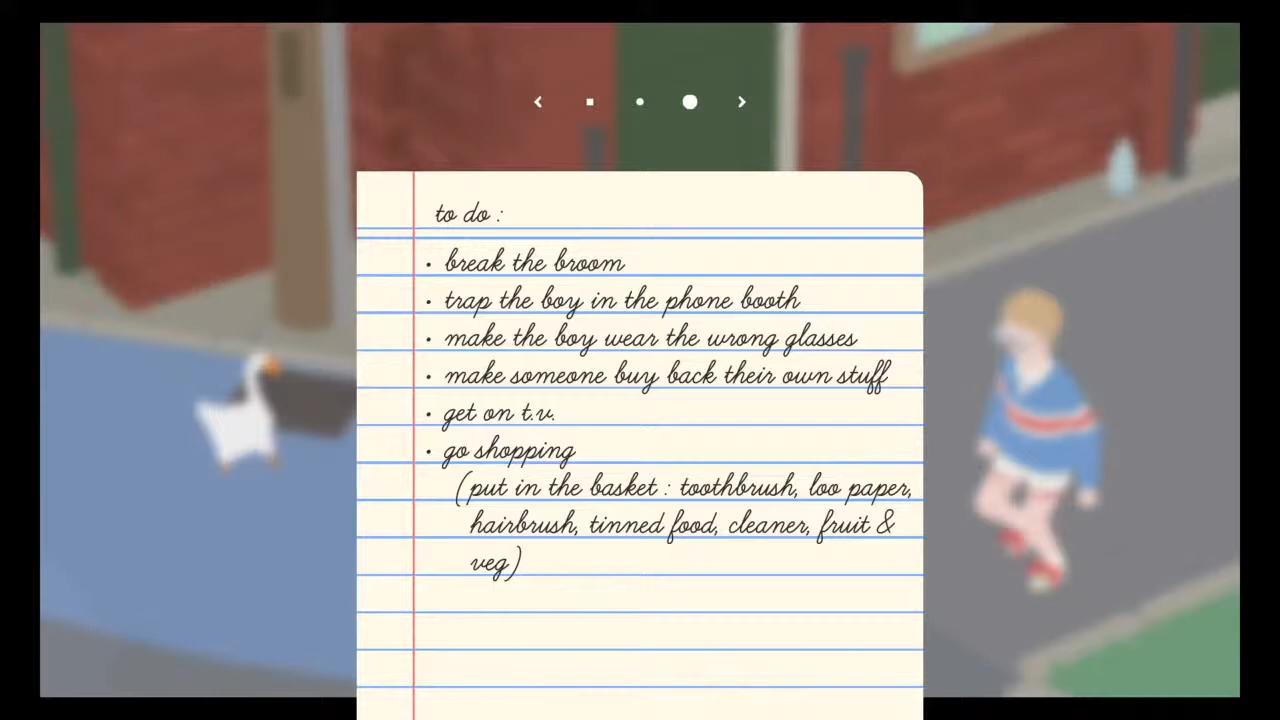 to do :
• break the broom
• trap the boy in the phone booth
• make the boy wear the wrong glasses
• make someone buy back their own stuff
• get on t.v.
• go shopping
(put in the basket : toothbrush, loo paper,
hairbrush, tinned food, cleaner, fruit &
veg)